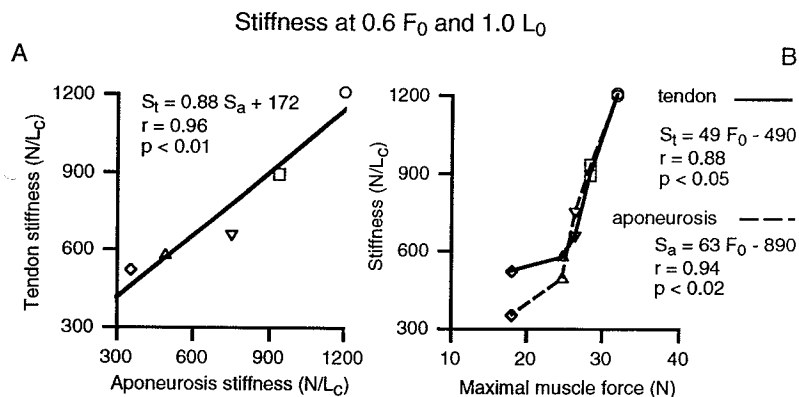 Stiffness at 0.6 F0 and 1.0 L0
A
St = 0.88 Sa + 172
r = 0.96
p < 0.01
Tendon stiffness (N/LC)
1200
900
600
300
300 600 900 1200
Aponeurosis stiffness (N/LC)
B
tendon
St = 49 F0 - 490
r = 0.88
p < 0.05
aponeurosis
Sa = 63 F0 - 890
r = 0.94
p < 0.02
Stiffness (N/LC)
1200
900
600
300
10 20 30 40
Maximal muscle force (N)